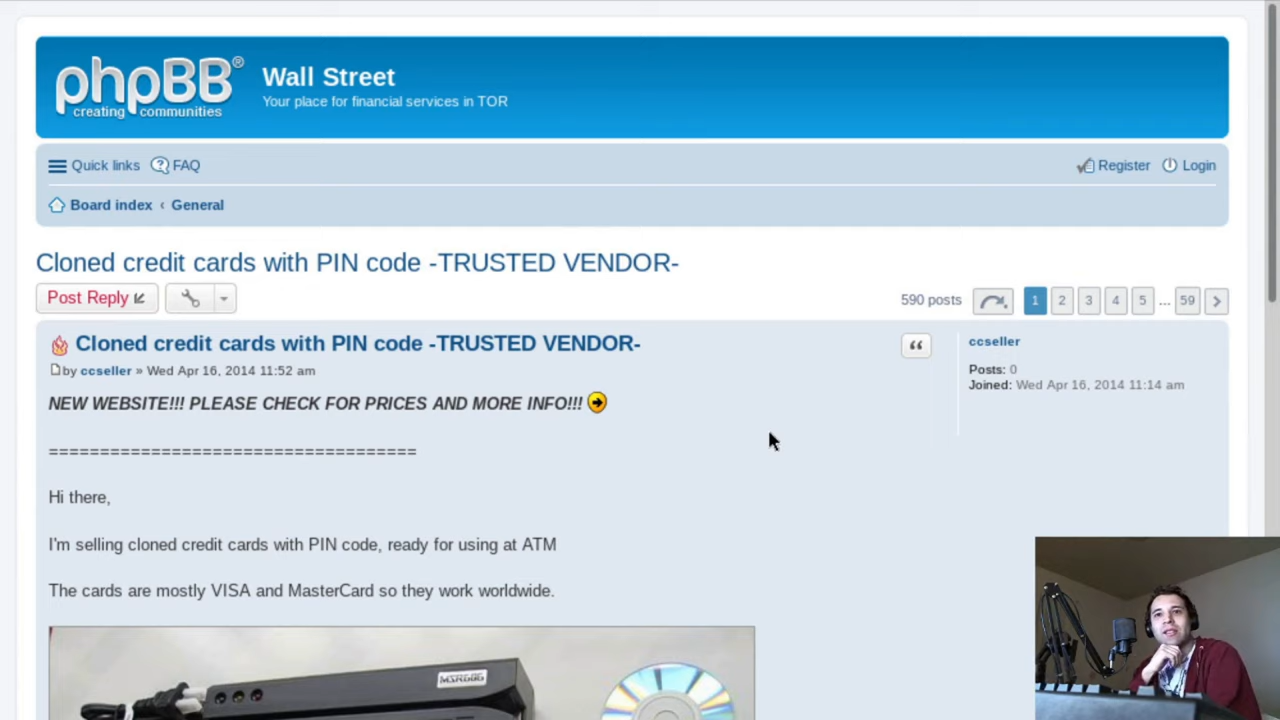 phpBB®
creating communities
Wall Street
Your place for financial services in TOR
Quick links FAQ Register Login
Board index ‹ General
Cloned credit cards with PIN code -TRUSTED VENDOR-
Post Reply 590 posts 1 2 3 4 5 ... 59
Cloned credit cards with PIN code -TRUSTED VENDOR-
by ccseller » Wed Apr 16, 2014 11:52 am
ccseller
Posts: 0
Joined: Wed Apr 16, 2014 11:14 am
NEW WEBSITE!!! PLEASE CHECK FOR PRICES AND MORE INFO!!!
====================================
Hi there,
I'm selling cloned credit cards with PIN code, ready for using at ATM
The cards are mostly VISA and MasterCard so they work worldwide.
MSR606